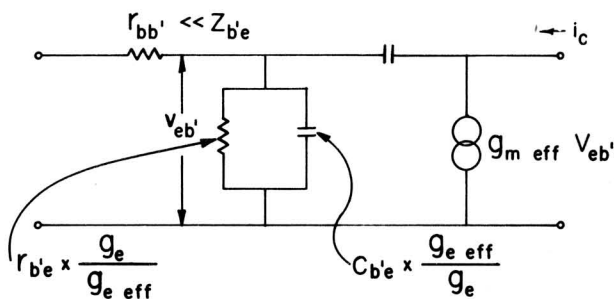 r_bb' << Z_b'e
i_c
v_eb'
g_m eff V_eb'
r_b'e x g_e / g_e eff
C_b'e x g_e eff / g_e